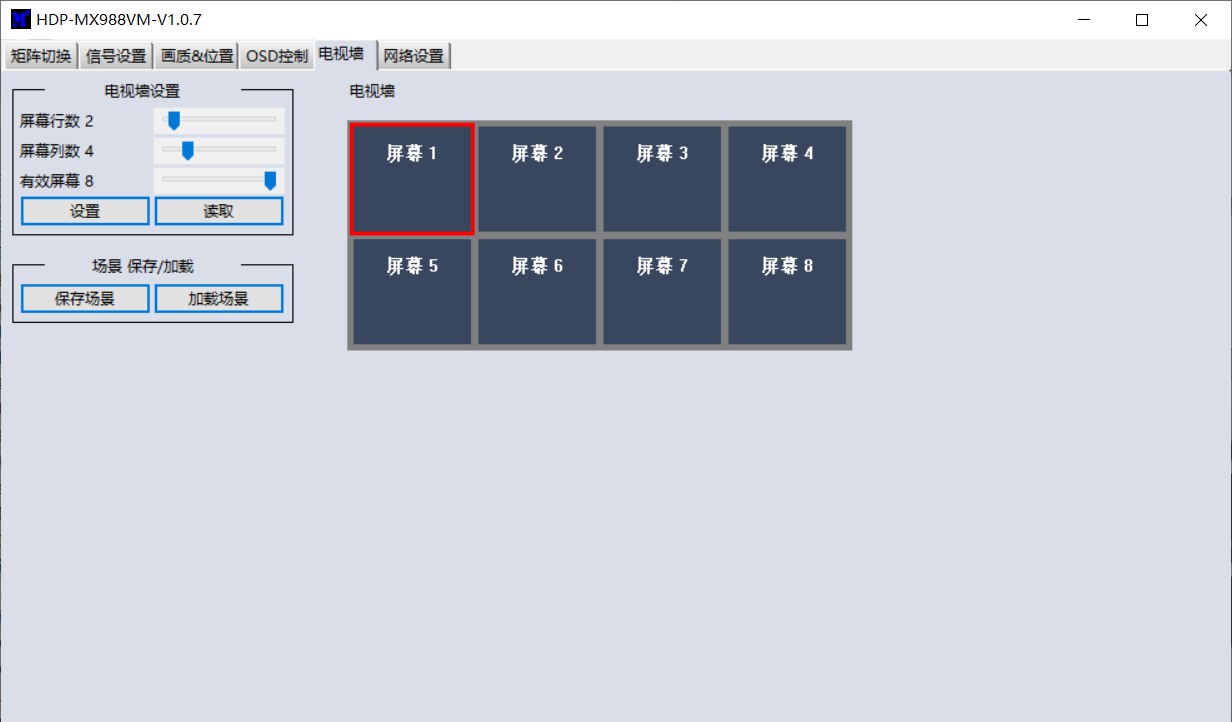 HDP-MX988VM-V1.0.7
矩阵切换 信号设置 画质&位置 OSD控制 电视墙 网络设置
电视墙设置
屏幕行数 2
屏幕列数 4
有效屏幕 8
设置 读取
场景 保存/加载
保存场景 加载场景
电视墙
屏幕 1 屏幕 2 屏幕 3 屏幕 4
屏幕 5 屏幕 6 屏幕 7 屏幕 8